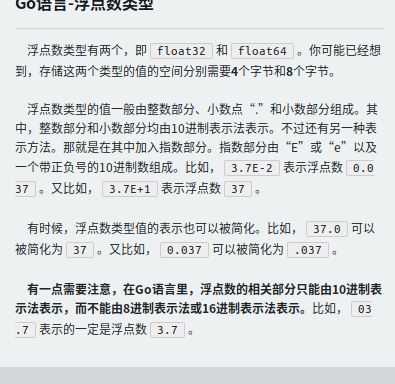 Go语言-浮点数类型
浮点数类型有两个，即 float32 和 float64 。你可能已经想
到，存储这两个类型的值的空间分别需要4个字节和8个字节。
浮点数类型的值一般由整数部分、小数点“.”和小数部分组成。其
中，整数部分和小数部分均由10进制表示法表示。不过还有另一种表
示方法。那就是在其中加入指数部分。指数部分由“E”或“e”以及
一个带正负号的10进制数组成。比如， 3.7E-2 表示浮点数 0.0
37 。又比如， 3.7E+1 表示浮点数 37 。
有时候，浮点数类型值的表示也可以被简化。比如， 37.0 可以
被简化为 37 。又比如， 0.037 可以被简化为 .037 。
有一点需要注意，在Go语言里，浮点数的相关部分只能由10进制表
示法表示，而不能由8进制表示法或16进制表示法表示。比如， 03
.7 表示的一定是浮点数 3.7 。